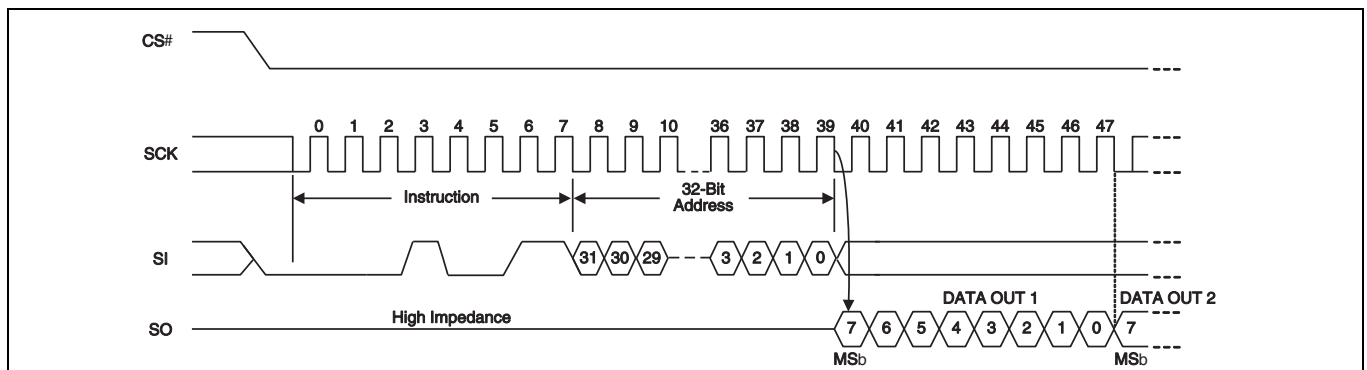 CS#
0 1 2 3 4 5 6 7 8 9 10 36 37 38 39 40 41 42 43 44 45 46 47
SCK
Instruction
32-Bit
Address
SI
31 30 29 3 2 1 0
DATA OUT 1
DATA OUT 2
High Impedance
SO
7 6 5 4 3 2 1 0 7
MSb
MSb